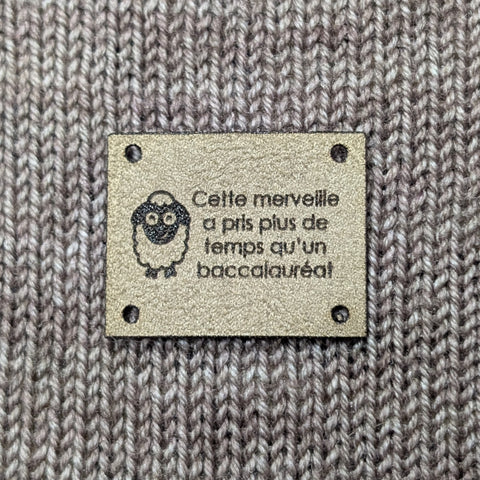 Cette merveille
a pris plus de
temps qu'un
baccalauréat